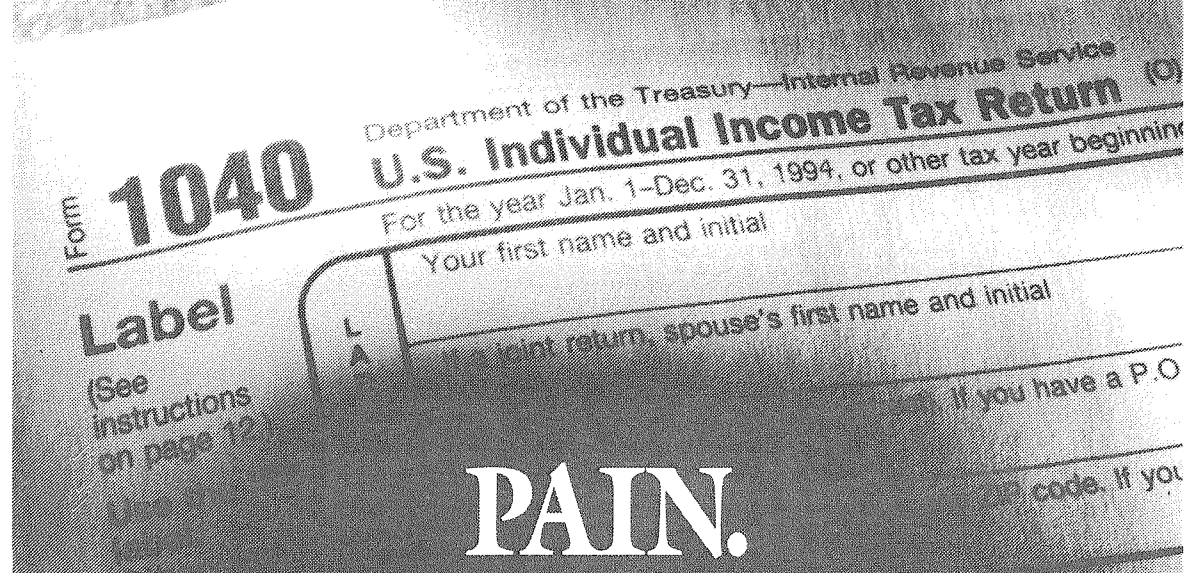 Department of the Treasury—Internal Revenue Service
Form 1040 U.S. Individual Income Tax Return (O)
For the year Jan. 1–Dec. 31, 1994, or other tax year beginning
Your first name and initial
Label
L
joint return, spouse's first name and initial
A
(See
instructions
on page 12
If you have a P.O
code. If you
PAIN.